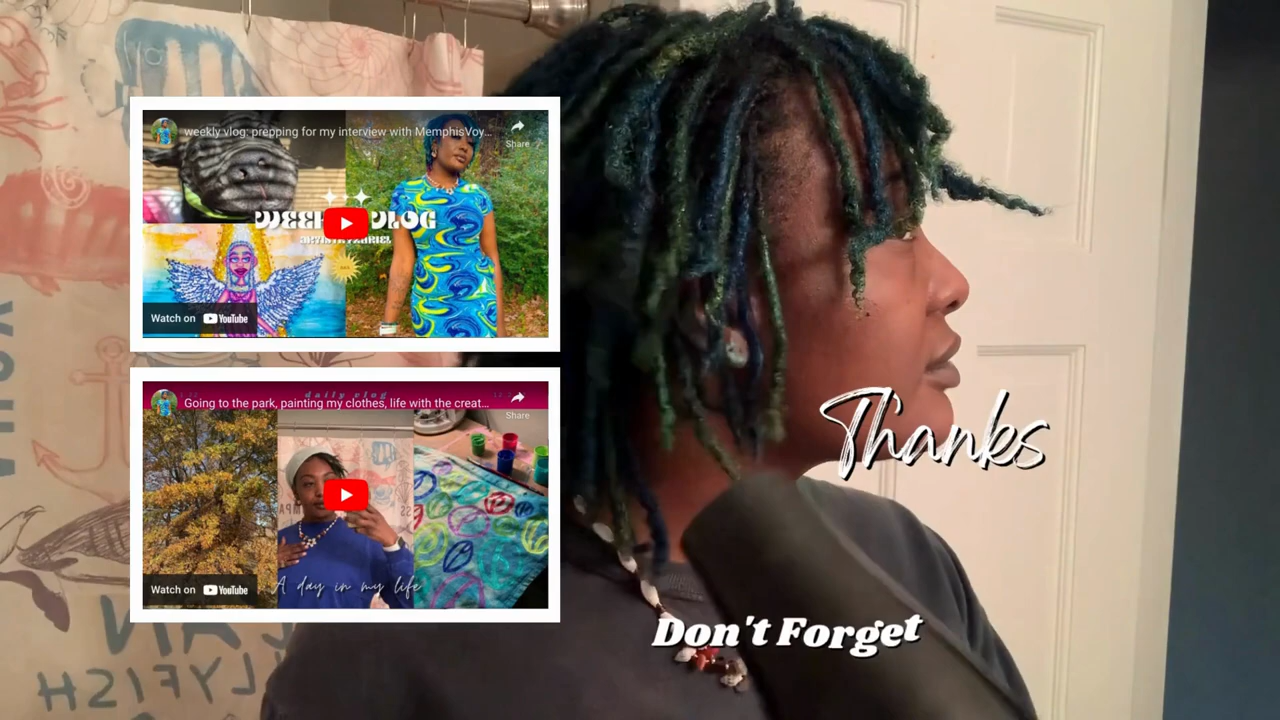 weekly vlog: prepping for my interview with MemphisVoy...
Share
WEEK VLOG
Watch on YouTube
daily vlog
Going to the park, painting my clothes, life with the creat...
Share
A day in my life
Watch on YouTube
Thanks
Don't Forget